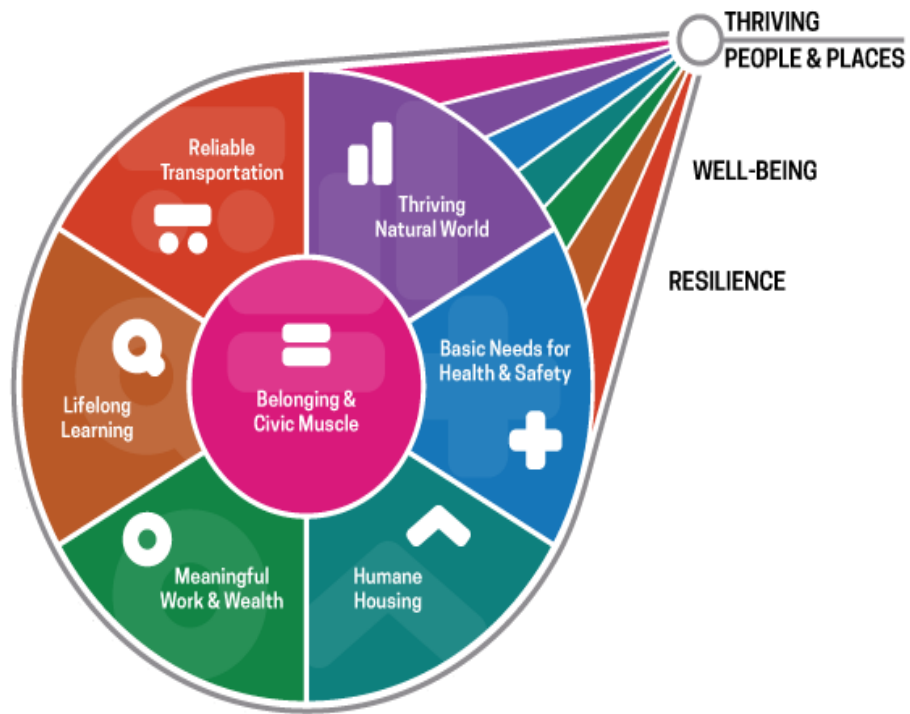 THRIVING
PEOPLE & PLACES
WELL-BEING
RESILIENCE
Reliable
Transportation
Thriving
Natural World
Basic Needs for
Health & Safety
Belonging &
Civic Muscle
Lifelong
Learning
Meaningful
Work & Wealth
Humane
Housing